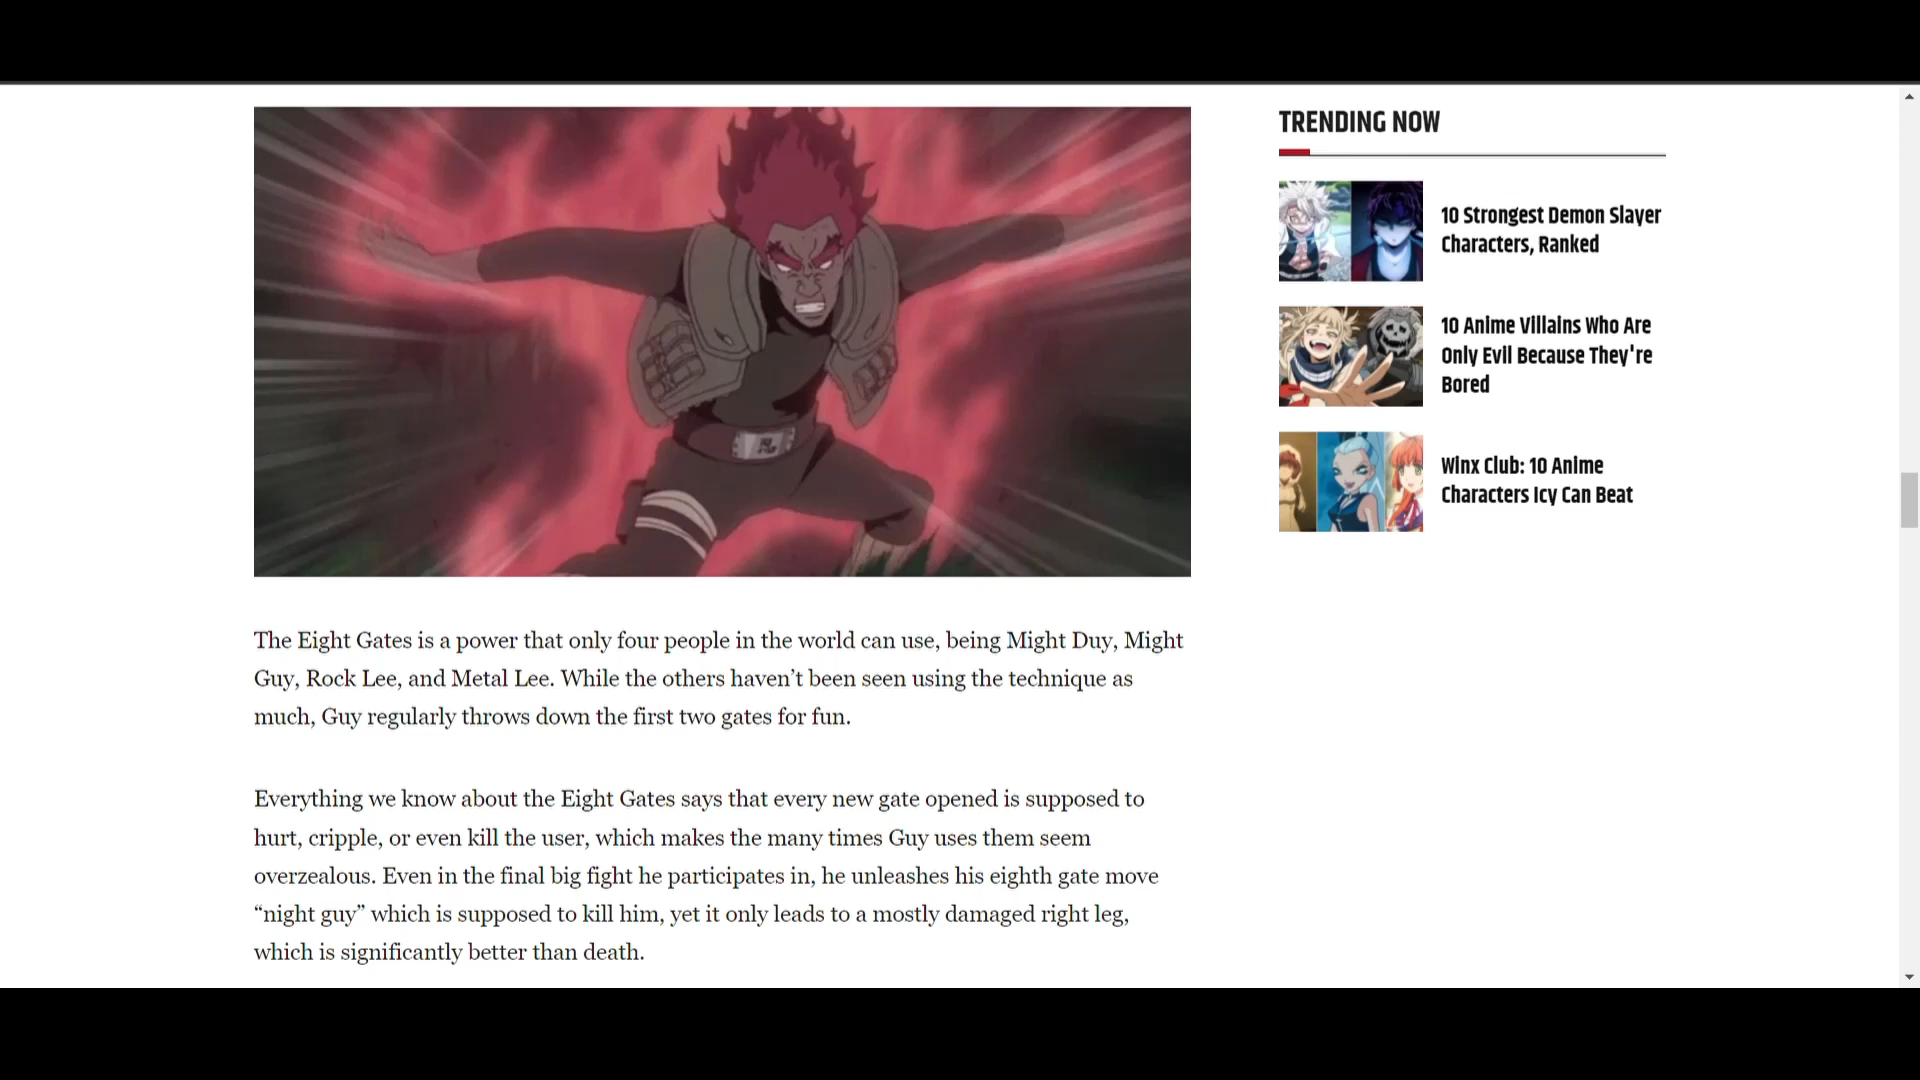 TRENDING NOW
10 Strongest Demon Slayer
Characters, Ranked
10 Anime Villains Who Are
Only Evil Because They're
Bored
Winx Club: 10 Anime
Characters Icy Can Beat
The Eight Gates is a power that only four people in the world can use, being Might Duy, Might
Guy, Rock Lee, and Metal Lee. While the others haven’t been seen using the technique as
much, Guy regularly throws down the first two gates for fun.
Everything we know about the Eight Gates says that every new gate opened is supposed to
hurt, cripple, or even kill the user, which makes the many times Guy uses them seem
overzealous. Even in the final big fight he participates in, he unleashes his eighth gate move
“night guy” which is supposed to kill him, yet it only leads to a mostly damaged right leg,
which is significantly better than death.